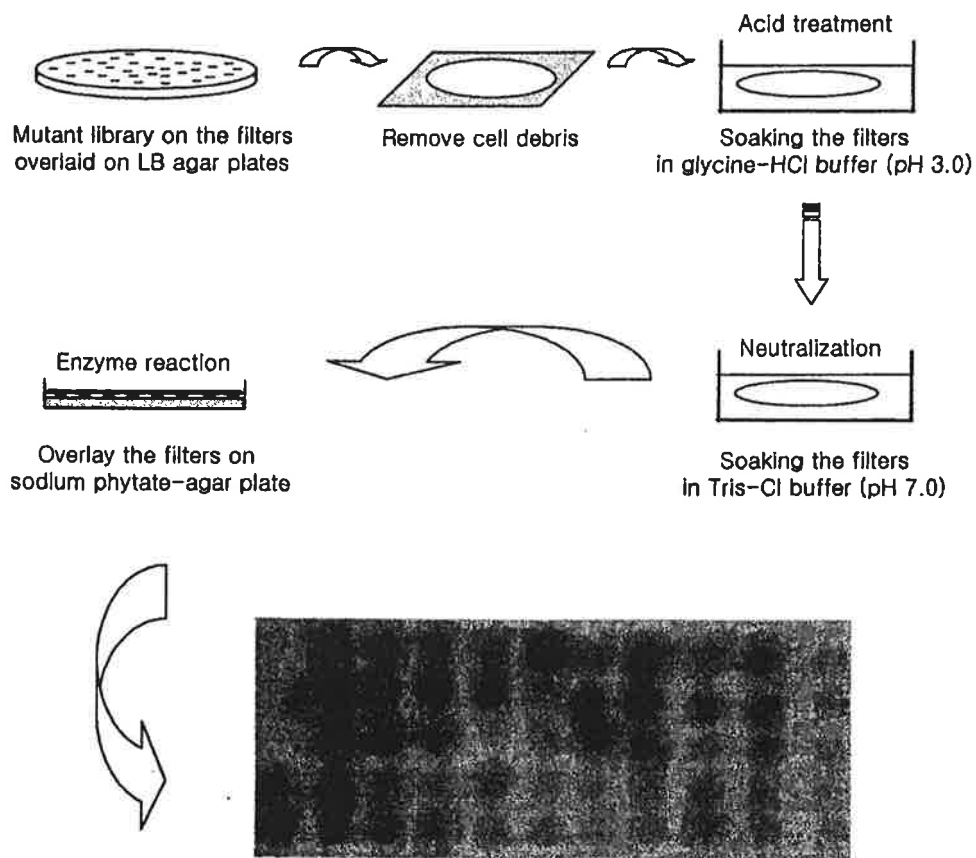 Mutant library on the filters
overlaid on LB agar plates
Remove cell debris
Acid treatment
Soaking the filters
in glycine-HCl buffer (pH 3.0)
Neutralization
Soaking the filters
in Tris-Cl buffer (pH 7.0)
Enzyme reaction
Overlay the filters on
sodium phytate-agar plate